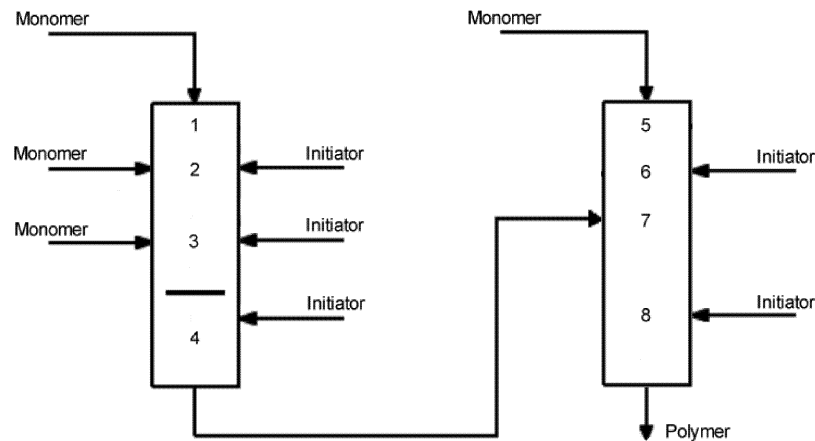 Monomer
Monomer
1
5
Monomer
2
Initiator
6
Initiator
Monomer
3
Initiator
7
4
Initiator
8
Initiator
Polymer